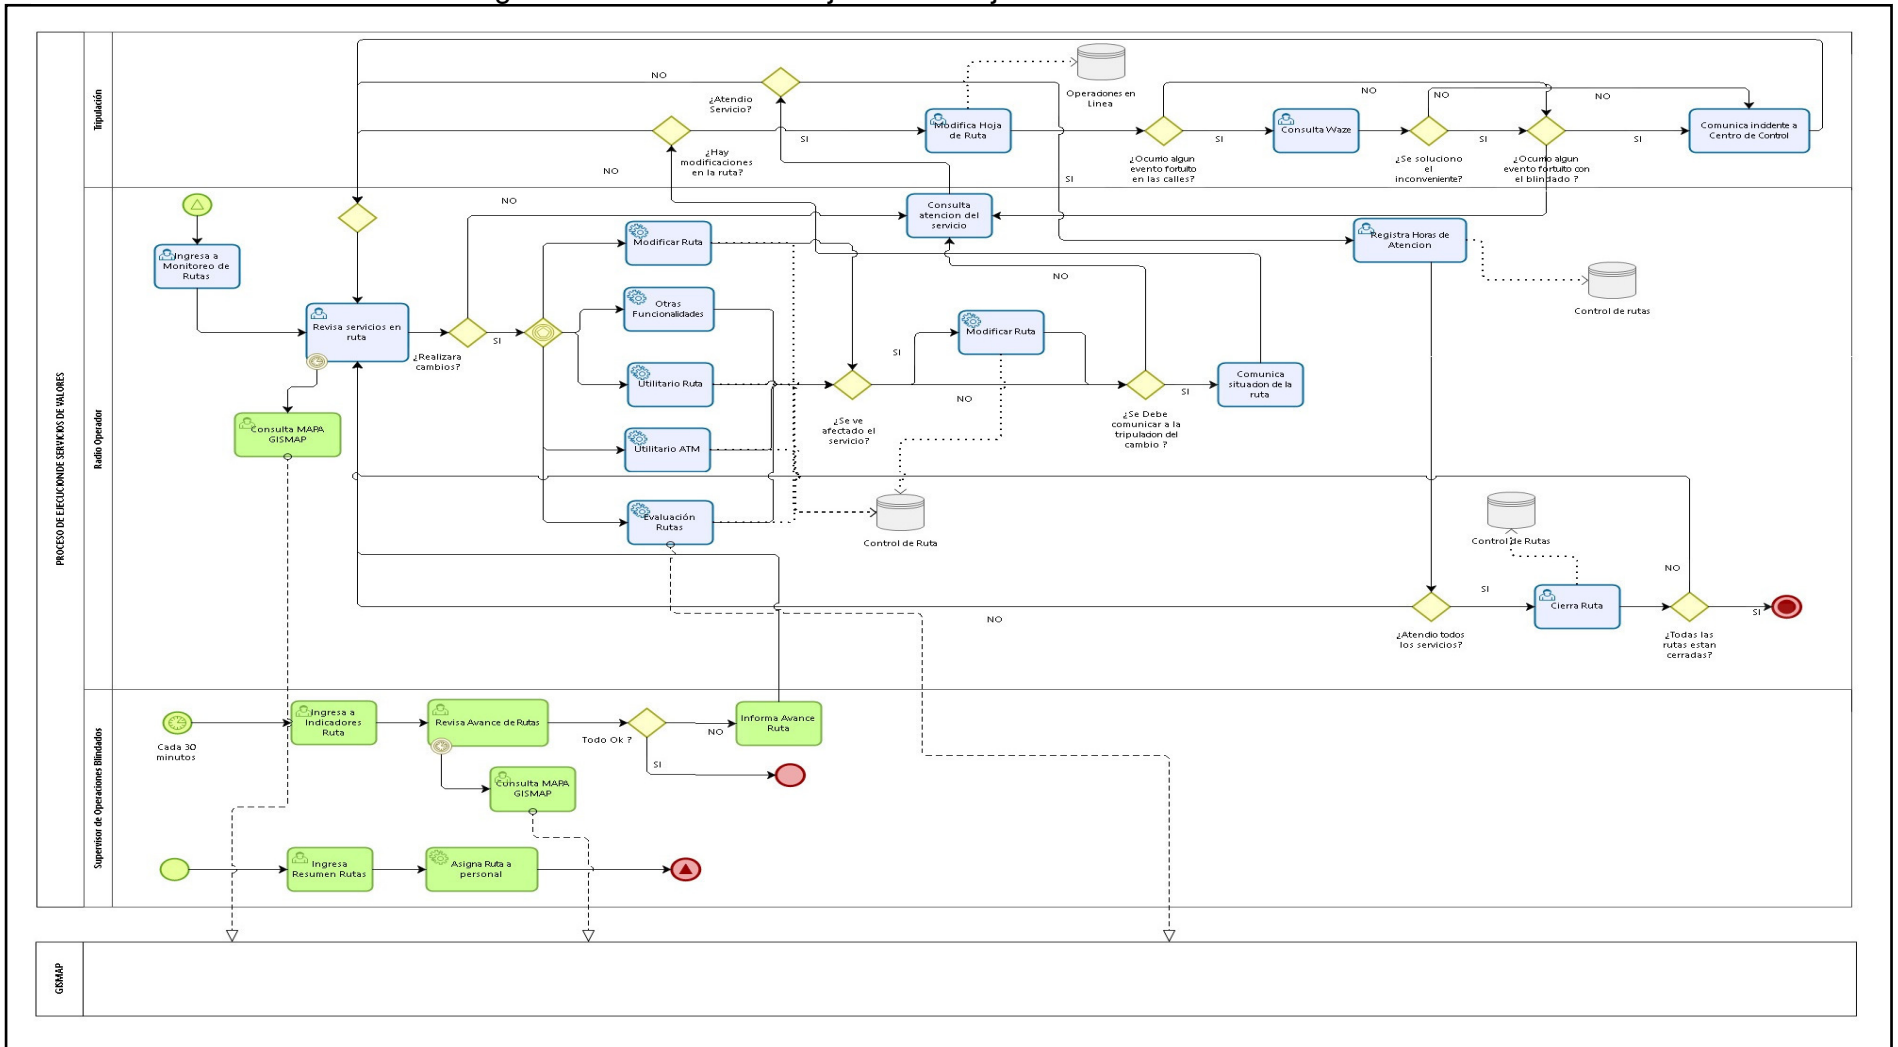 PROCESO DE EJECUCION DE SERVICIOS DE VALORES
Tripulación
NO
¿Atendio
Servicio?
Operaciones en
Linea
Modifica Hoja
de Ruta
SI
¿Hay
modificaciones
en la ruta?
NO
NO
¿Ocurrio algun
evento fortuito
en las calles?
SI
Consulta Waze
NO
¿Se soluciono
el
inconveniente?
SI
NO
¿Ocurrio algun
evento fortuito con
el blindado ?
SI
Comunica incidente a
Centro de Control
SI
Radio Operador
Ingresa a
Monitoreo de
Rutas
Revisa servicios en
ruta
Consulta MAPA
GISMAP
¿Realizara
cambios?
NO
SI
Modificar Ruta
Otras
Funcionalidades
Utilitario Ruta
Utilitario ATM
Evaluación
Rutas
Consulta
atencion del
servicio
¿Se ve
afectado el
servicio?
SI
NO
Modificar Ruta
Control de Ruta
NO
¿Se Debe
comunicar a la
tripulacion del
cambio ?
SI
Comunica
situacion de la
ruta
Registra Horas de
Atencion
Control de rutas
¿Atendio todos
los servicios?
NO
SI
Cierra Ruta
Control de Rutas
NO
¿Todas las
rutas estan
cerradas?
SI
Supervisor de Operaciones Blindados
Cada 30
minutos
Ingresa a
Indicadores
Ruta
Revisa Avance de Rutas
Consulta MAPA
GISMAP
Todo Ok ?
NO
SI
Informa Avance
Ruta
Ingresa
Resumen Rutas
Asigna Ruta a
personal
GISMAP